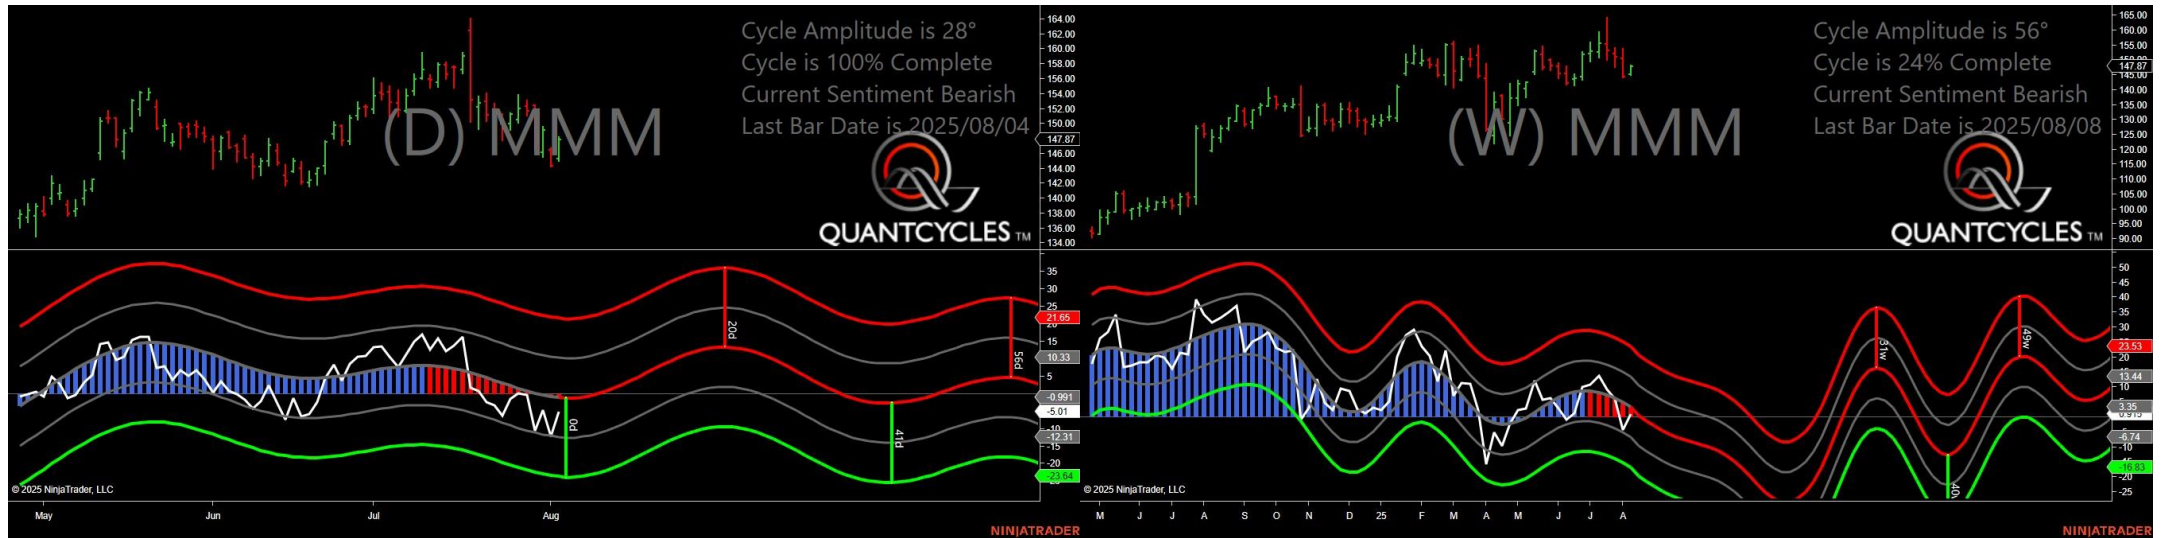 Cycle Amplitude is 28°
Cycle is 100% Complete
Current Sentiment Bearish
Last Bar Date is 2025/08/04
(D) MMM
QUANTCYCLES TM
164.00
162.00
160.00
158.00
156.00
154.00
152.00
150.00
147.87
146.00
144.00
142.00
140.00
138.00
136.00
134.00
35
30
25
21.65
20
15
10.33
5
-0.991
-5.01
-10
-12.31
-20
-23.64
20d
56d
0d
41d
© 2025 NinjaTrader, LLC
May
Jun
Jul
Aug
NINJATRADER
Cycle Amplitude is 56°
Cycle is 24% Complete
Current Sentiment Bearish
Last Bar Date is 2025/08/08
(W) MMM
QUANTCYCLES TM
165.00
160.00
155.00
150.00
147.87
145.00
140.00
135.00
130.00
125.00
120.00
115.00
110.00
105.00
100.00
95.00
90.00
50
45
40
35
30
23.53
20
13.44
10
3.35
0.915
-6.74
-10
-16.83
-20
-25
31w
49w
© 2025 NinjaTrader, LLC
M
J
J
A
S
O
N
D
25
F
M
A
M
J
J
A
NINJATRADER